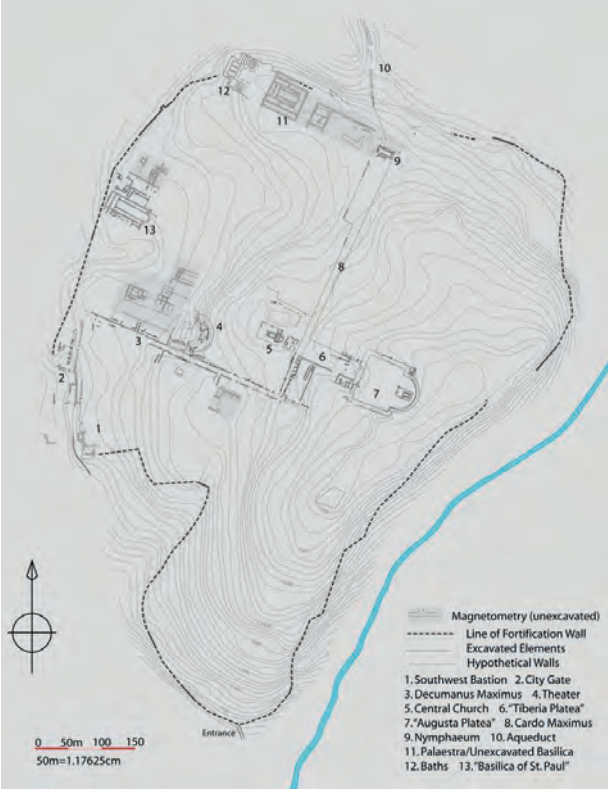 10
12
11
9
13
8
4
3
5
6
7
2
1
Entrance
0 50m 100 150
50m=1.17625cm
Magnetometry (unexcavated)
Line of Fortification Wall
Excavated Elements
Hypothetical Walls
1.Southwest Bastion 2.City Gate
3.Decumanus Maximus 4.Theater
5.Central Church 6."Tiberia Platea"
7."Augusta Platea" 8.Cardo Maximus
9.Nymphaeum 10.Aqueduct
11.Palaestra/Unexcavated Basilica
12.Baths 13."Basilica of St. Paul"